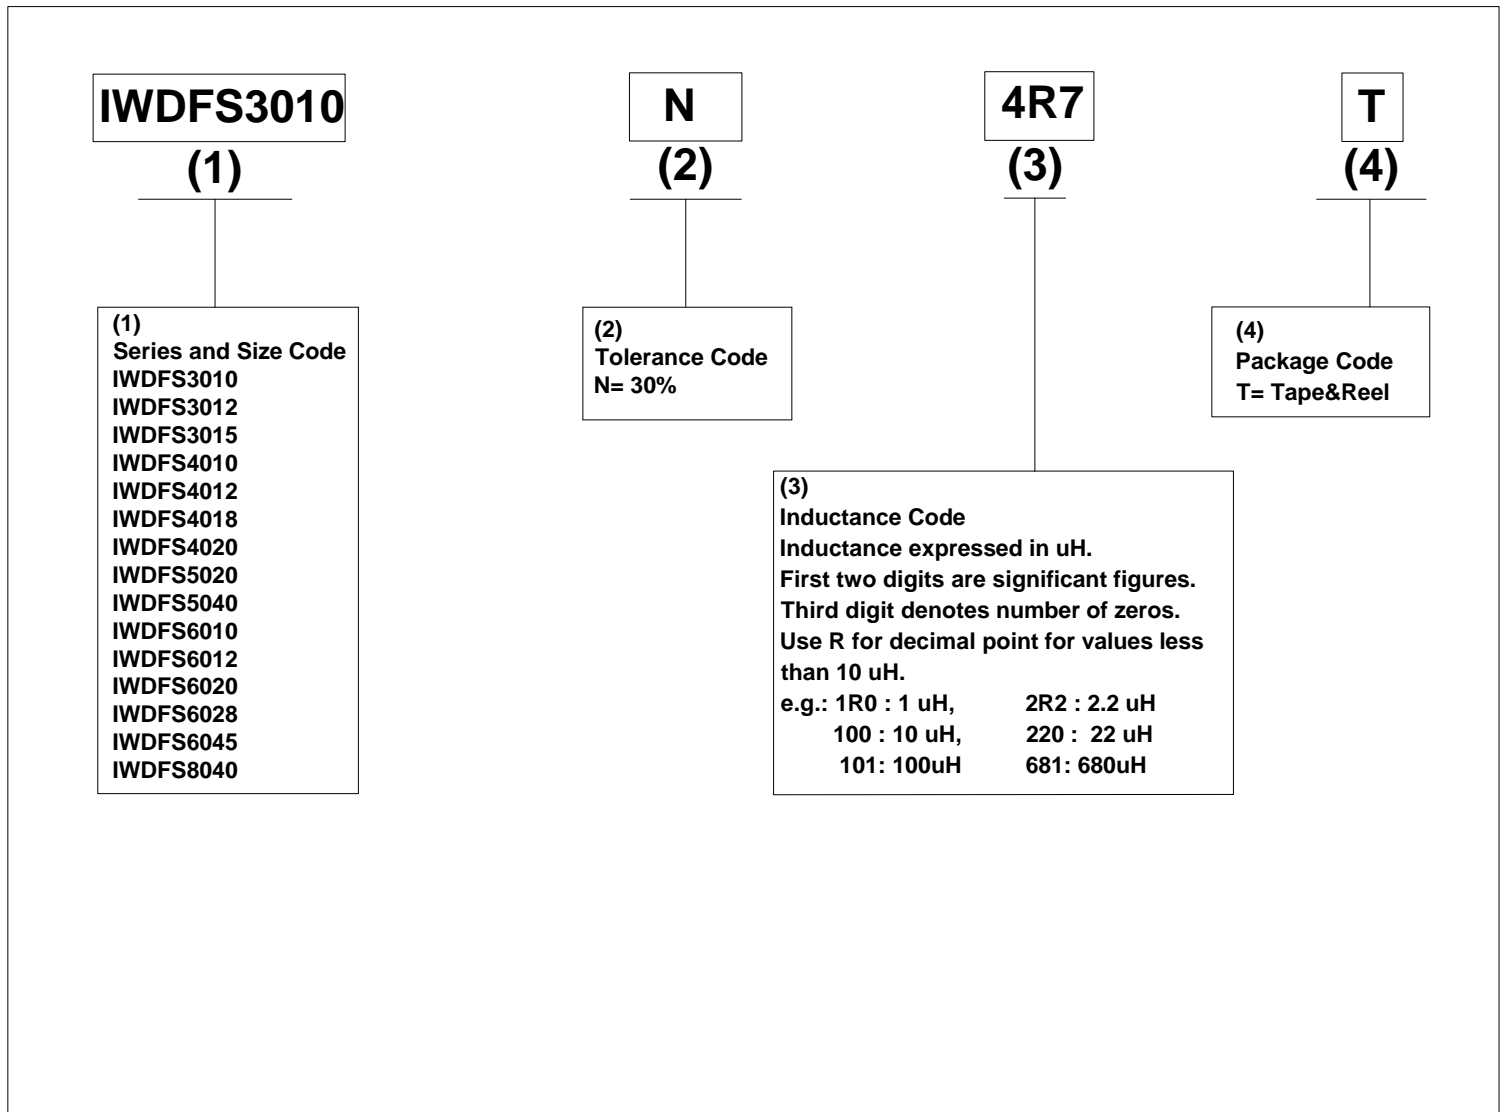 IWDFS3010 N 4R7 T
(1) (2) (3) (4)
(1)
Series and Size Code
IWDFS3010
IWDFS3012
IWDFS3015
IWDFS4010
IWDFS4012
IWDFS4018
IWDFS4020
IWDFS5020
IWDFS5040
IWDFS6010
IWDFS6012
IWDFS6020
IWDFS6028
IWDFS6045
IWDFS8040
(2)
Tolerance Code
N= 30%
(3)
Inductance Code
Inductance expressed in uH.
First two digits are significant figures.
Third digit denotes number of zeros.
Use R for decimal point for values less
than 10 uH.
e.g.: 1R0 : 1 uH, 2R2 : 2.2 uH
100 : 10 uH, 220 : 22 uH
101: 100uH 681: 680uH
(4)
Package Code
T= Tape&Reel